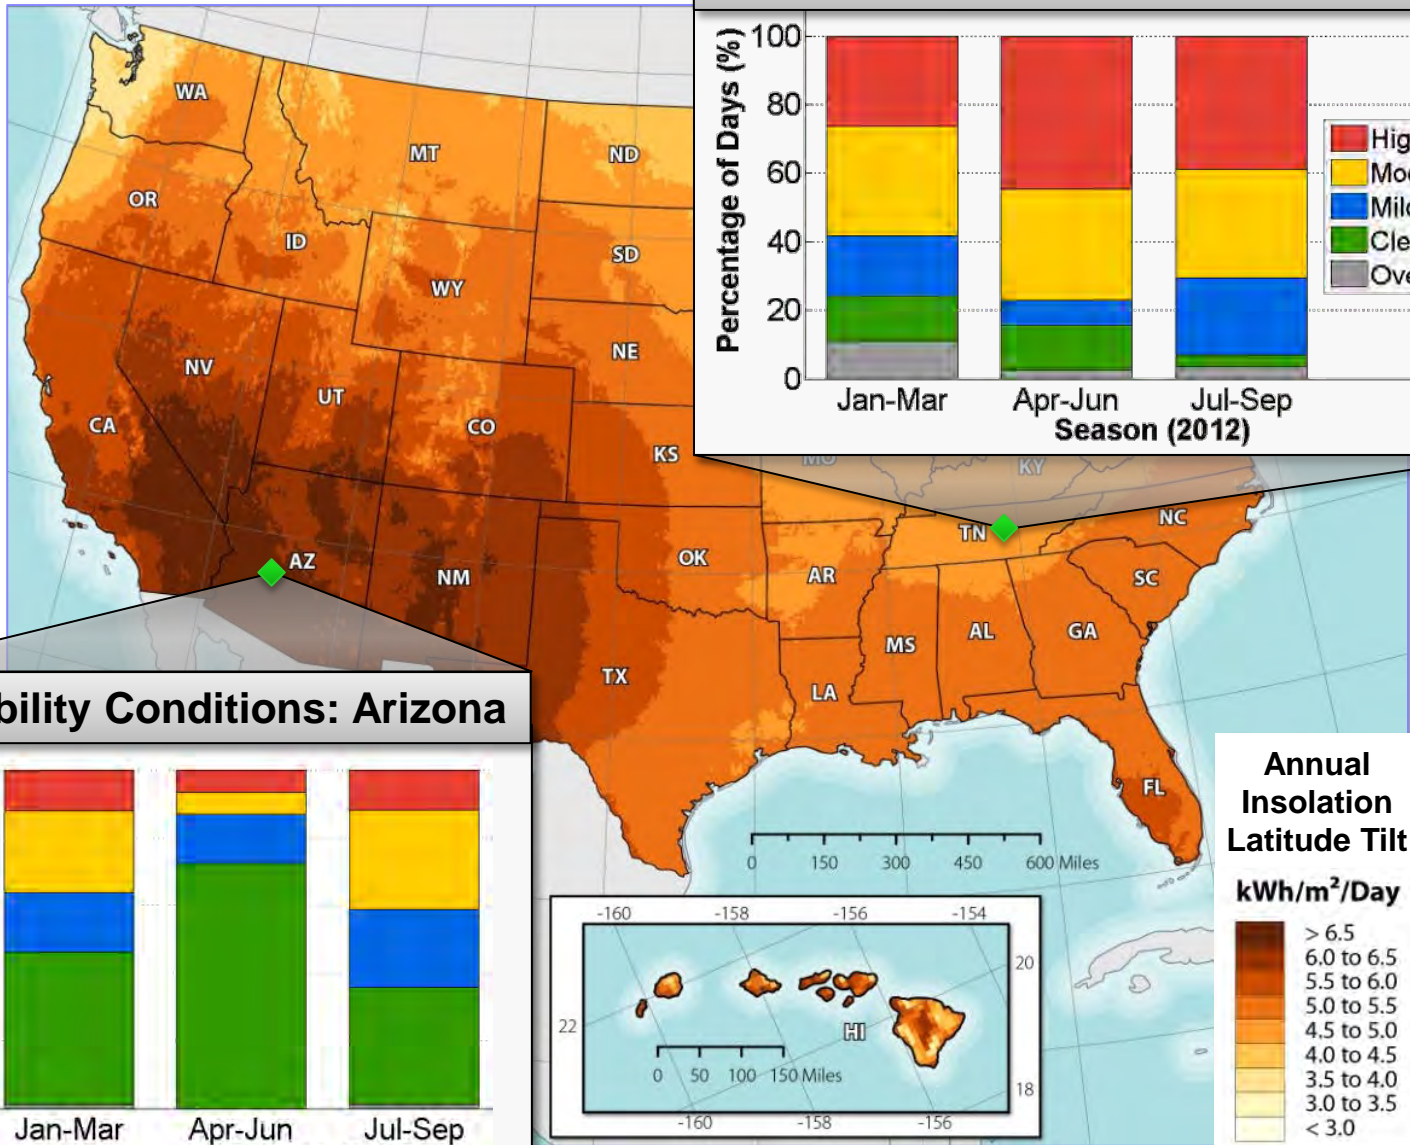 Percentage of Days (%)
100
80
60
40
20
0
Jan-Mar Apr-Jun Jul-Sep
Season (2012)
Hig
Moo
Milo
Cle
Ove
WA
MT
ND
OR
ID
SD
WY
NE
NV
UT
CO
CA
KS
MO
KY
AZ
NM
OK
AR
TN
NC
SC
MS
AL
GA
TX
LA
FL
bility Conditions: Arizona
Jan-Mar Apr-Jun Jul-Sep
0 150 300 450 600 Miles
-160 -158 -156 -154
20
22
HI
0 50 100 150 Miles
18
-160 -158 -156
Annual
Insolation
Latitude Tilt
kWh/m²/Day
> 6.5
6.0 to 6.5
5.5 to 6.0
5.0 to 5.5
4.5 to 5.0
4.0 to 4.5
3.5 to 4.0
3.0 to 3.5
< 3.0